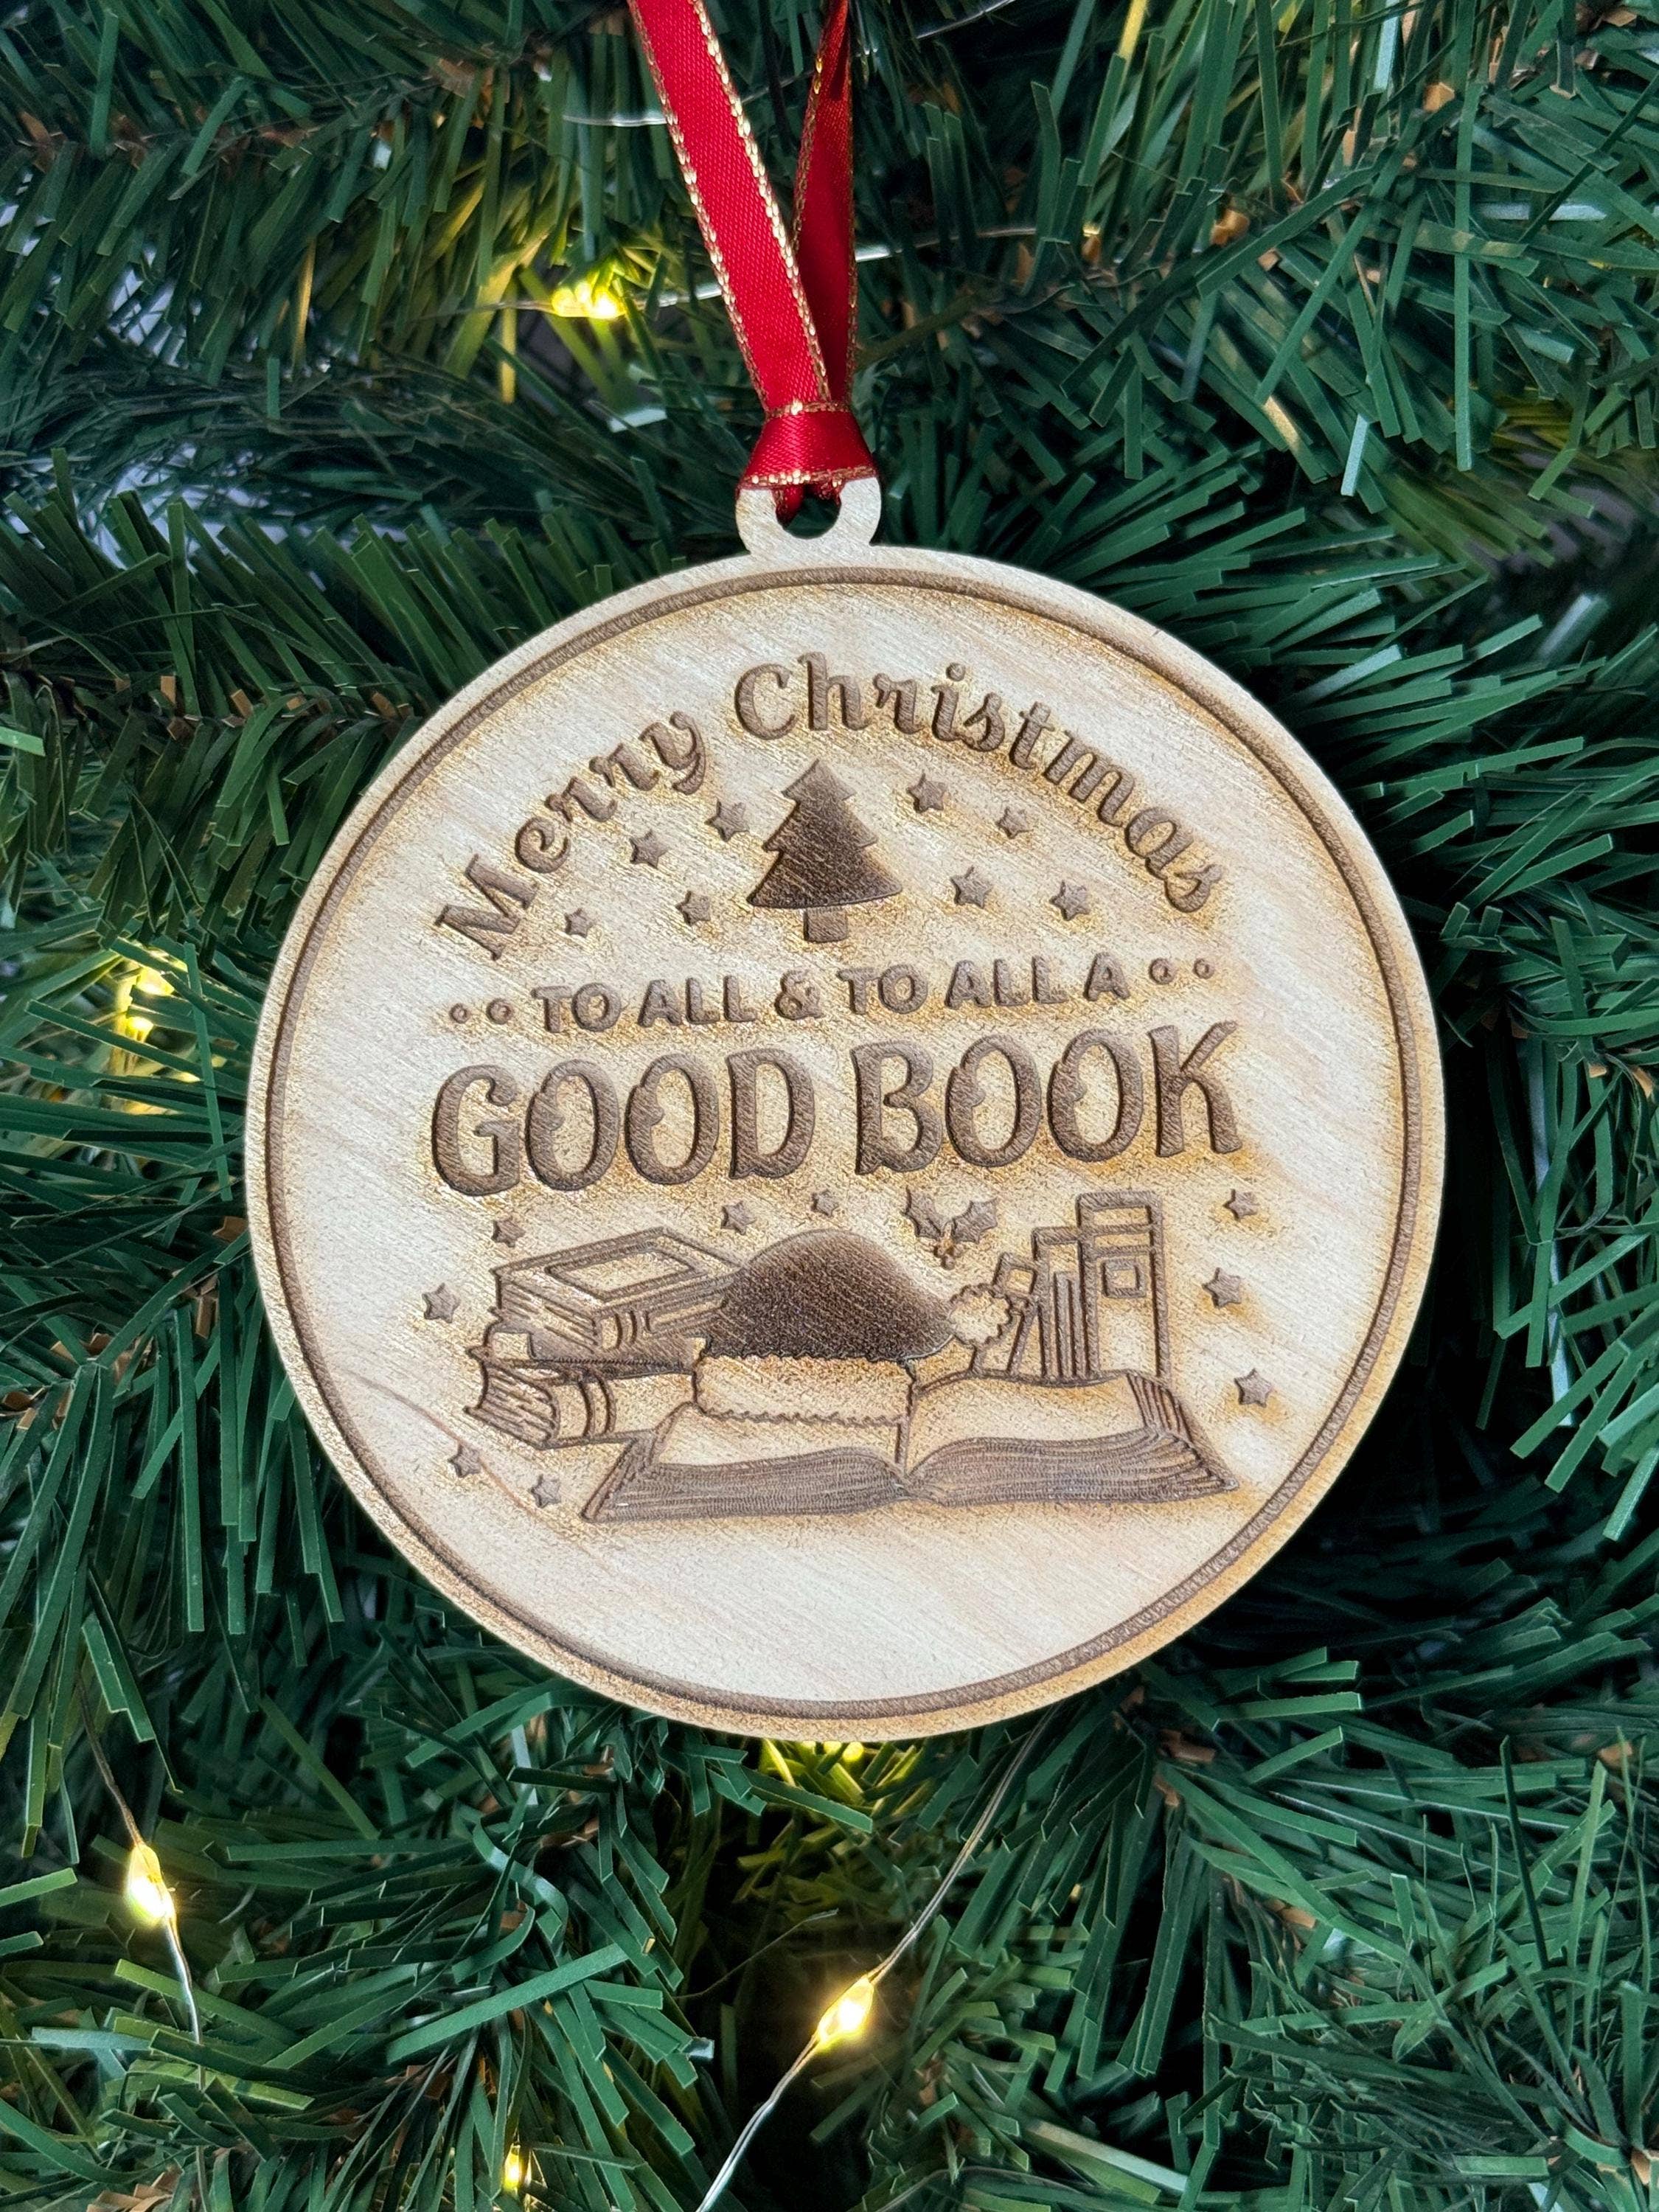 Merry Christmas
TO ALL & TO ALL A
GOOD BOOK